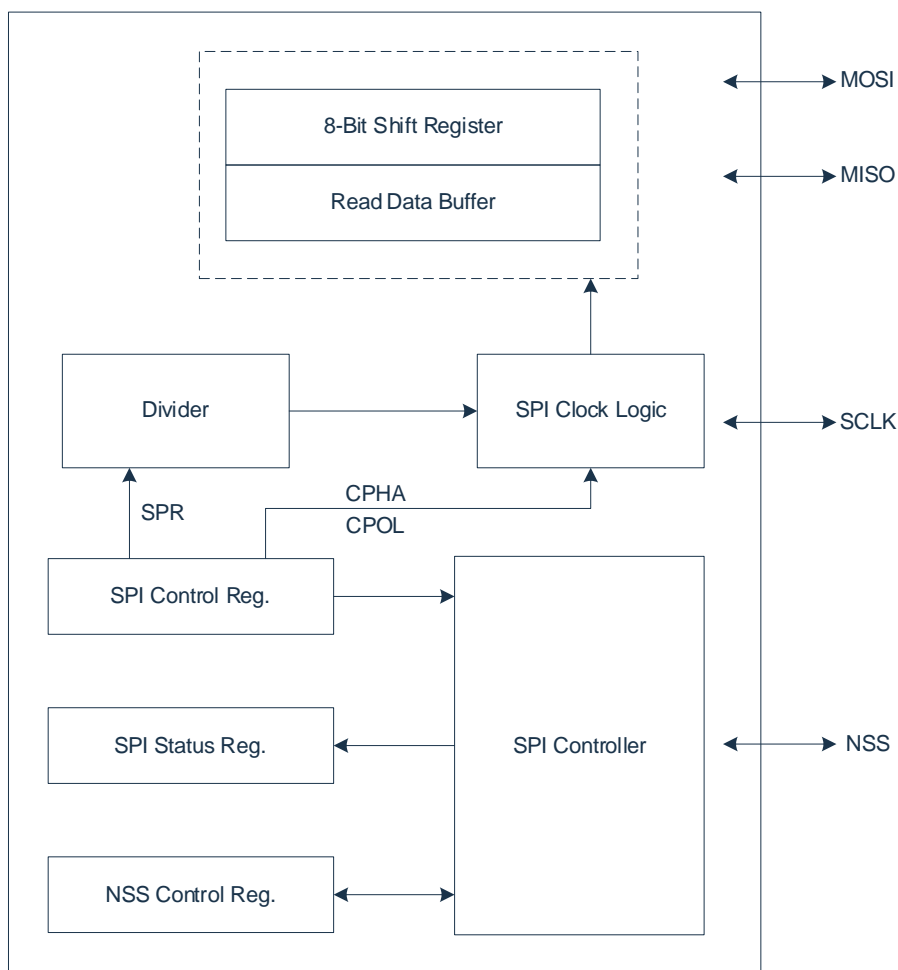 8-Bit Shift Register
Read Data Buffer
MOSI
MISO
Divider
SPI Clock Logic
SCLK
SPR
CPHA
CPOL
SPI Control Reg.
SPI Status Reg.
SPI Controller
NSS
NSS Control Reg.